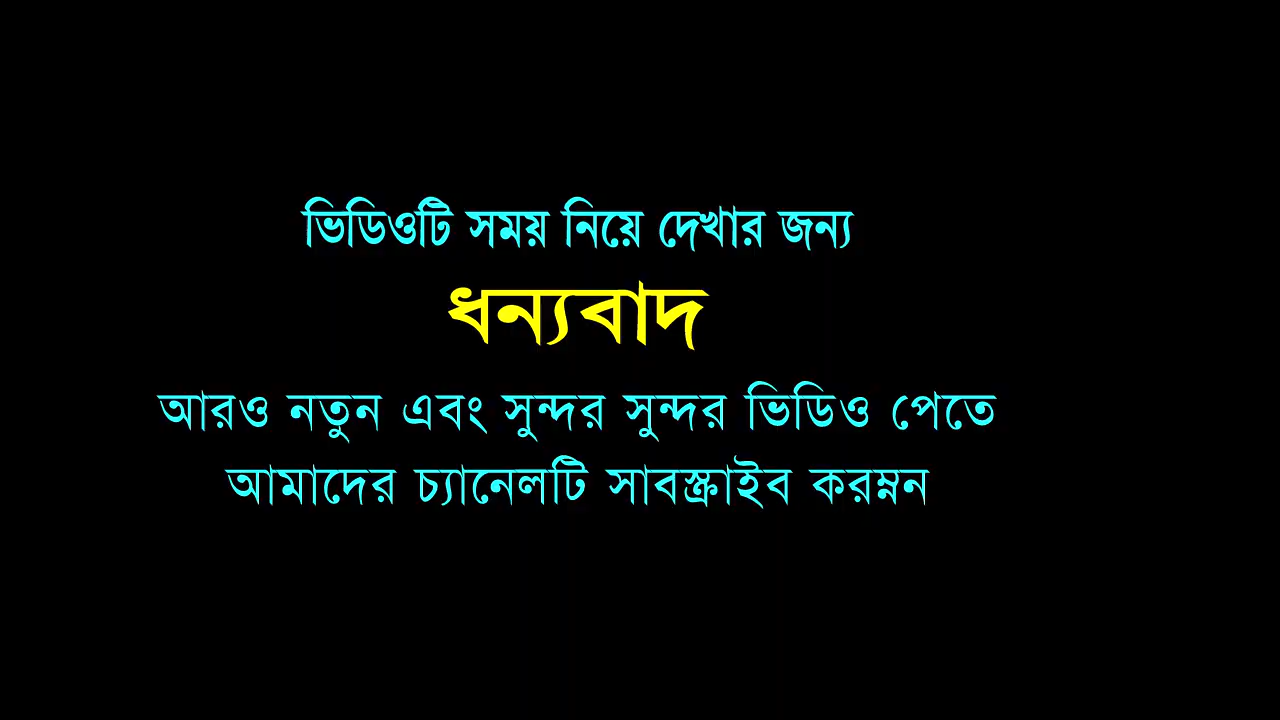 ভিডিওটি সময় নিয়ে দেখার জন্য
ধন্যবাদ
আরও নতুন এবং সুন্দর সুন্দর ভিডিও পেতে
আমাদের চ্যানেলটি সাবস্ক্রাইব করম্নন